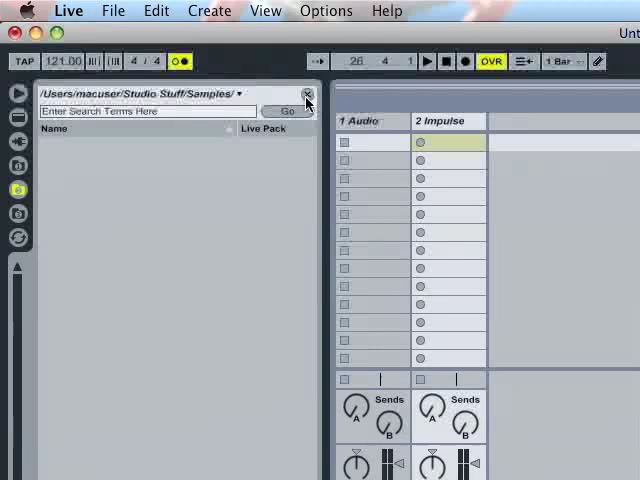 Live File Edit Create View Options Help
Unt
TAP 121.00 4 / 4 26 4 1 OVR 1 Bar
/Users/macuser/Studio Stuff/Samples/
Enter Search Terms Here Go
Name Live Pack
1 Audio 2 Impulse
Sends Sends
A A
B B